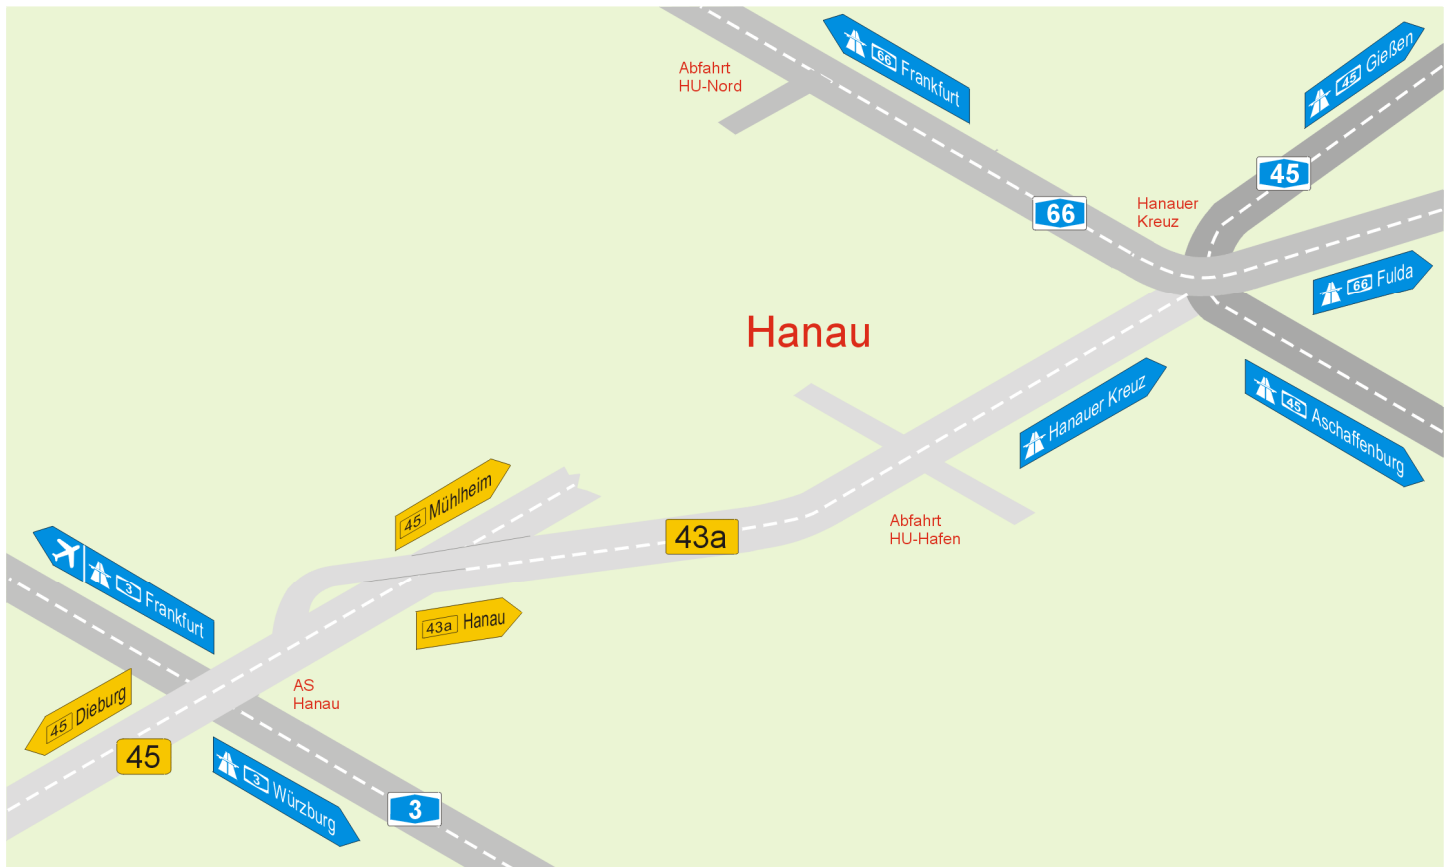 Abfahrt
HU-Nord
66 Frankfurt
45 Gießen
45
66
Hanauer
Kreuz
66 Fulda
Hanau
Hanauer Kreuz
45 Aschaffenburg
45 Mühlheim
43a
Abfahrt
HU-Hafen
3 Frankfurt
43a Hanau
AS
Hanau
45 Dieburg
45
3 Würzburg
3